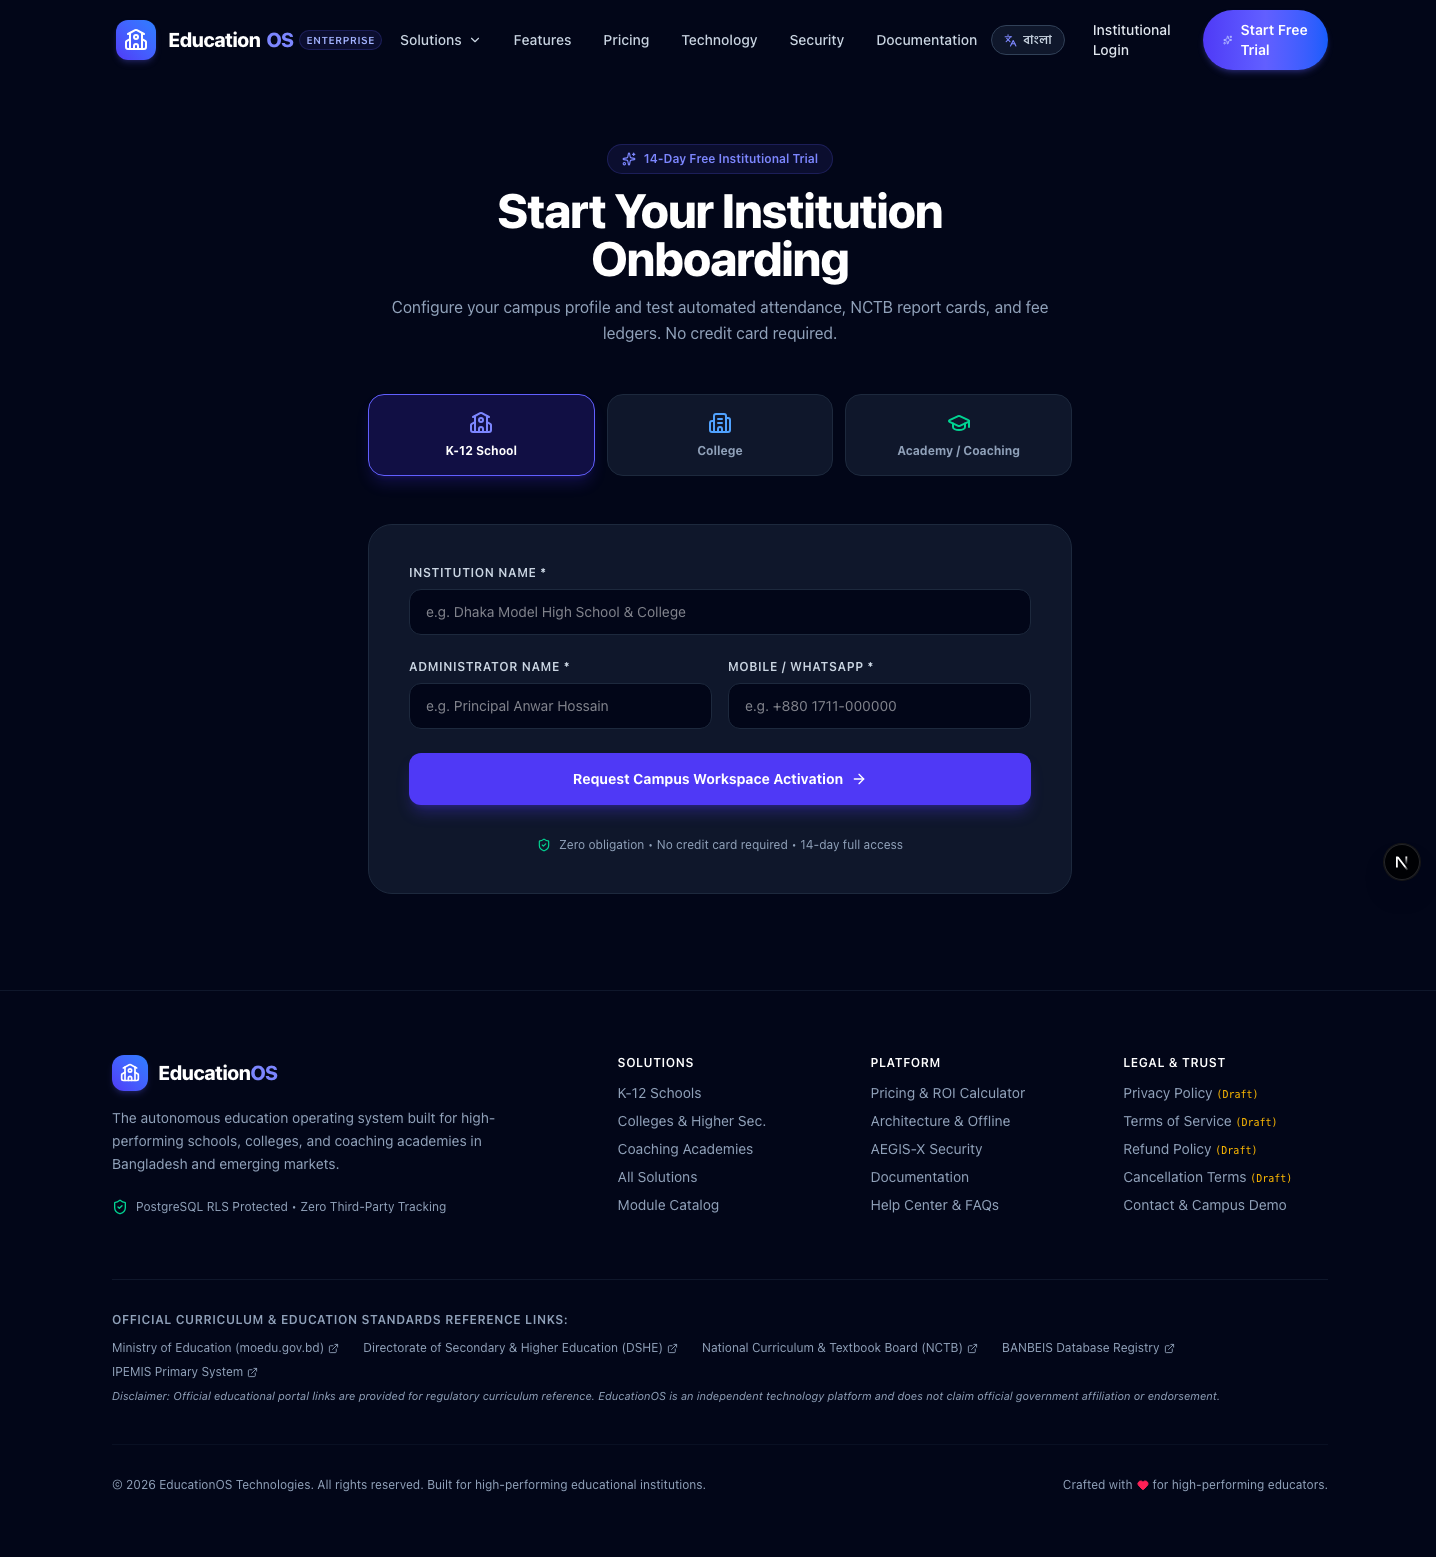 Education OS ENTERPRISE Solutions Features Pricing Technology Security Documentation বাংলা Institutional Login Start Free Trial
14-Day Free Institutional Trial
Start Your Institution
Onboarding
Configure your campus profile and test automated attendance, NCTB report cards, and fee
ledgers. No credit card required.
K-12 School College Academy / Coaching
INSTITUTION NAME *
e.g. Dhaka Model High School & College
ADMINISTRATOR NAME * MOBILE / WHATSAPP *
e.g. Principal Anwar Hossain e.g. +880 1711-000000
Request Campus Workspace Activation
Zero obligation • No credit card required • 14-day full access
N
EducationOS
The autonomous education operating system built for high-
performing schools, colleges, and coaching academies in
Bangladesh and emerging markets.
PostgreSQL RLS Protected • Zero Third-Party Tracking
SOLUTIONS
K-12 Schools
Colleges & Higher Sec.
Coaching Academies
All Solutions
Module Catalog
PLATFORM
Pricing & ROI Calculator
Architecture & Offline
AEGIS-X Security
Documentation
Help Center & FAQs
LEGAL & TRUST
Privacy Policy (Draft)
Terms of Service (Draft)
Refund Policy (Draft)
Cancellation Terms (Draft)
Contact & Campus Demo
OFFICIAL CURRICULUM & EDUCATION STANDARDS REFERENCE LINKS:
Ministry of Education (moedu.gov.bd) Directorate of Secondary & Higher Education (DSHE) National Curriculum & Textbook Board (NCTB) BANBEIS Database Registry
IPEMIS Primary System
Disclaimer: Official educational portal links are provided for regulatory curriculum reference. EducationOS is an independent technology platform and does not claim official government affiliation or endorsement.
© 2026 EducationOS Technologies. All rights reserved. Built for high-performing educational institutions. Crafted with ❤ for high-performing educators.